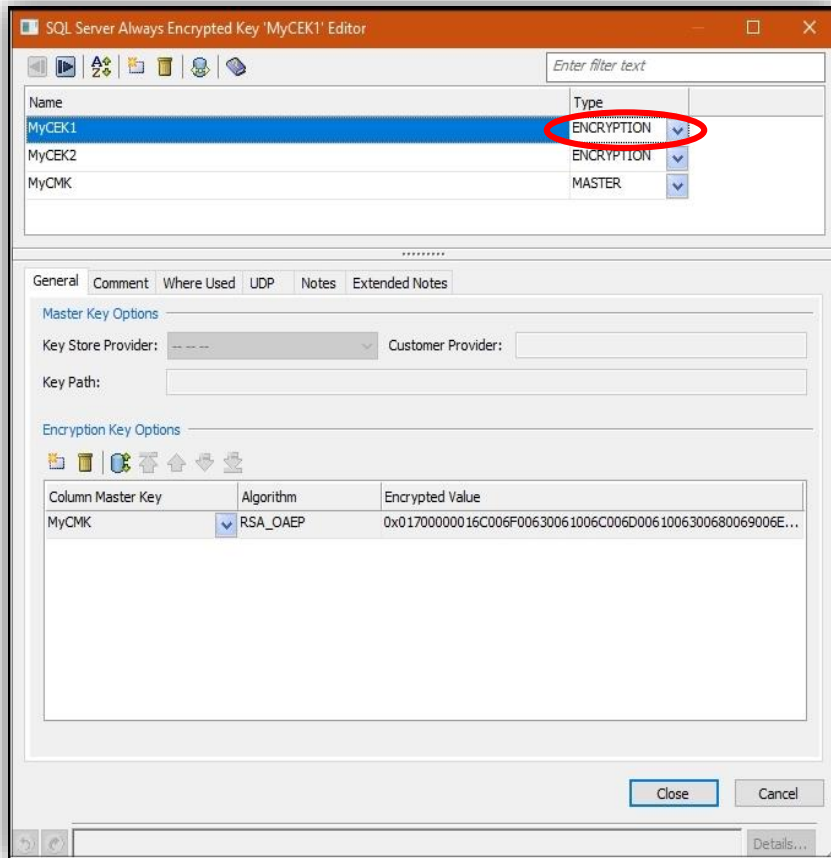 SQL Server Always Encrypted Key 'MyCEK1' Editor
Enter filter text
Name Type
MyCEK1 ENCRYPTION
MyCEK2 ENCRYPTION
MyCMK MASTER
General Comment Where Used UDP Notes Extended Notes
Master Key Options
Key Store Provider: -- -- -- Customer Provider:
Key Path:
Encryption Key Options
Column Master Key Algorithm Encrypted Value
MyCMK RSA_OAEP 0x01700000016C006F00630061006C006D0061006300680069006E...
Close Cancel
Details...